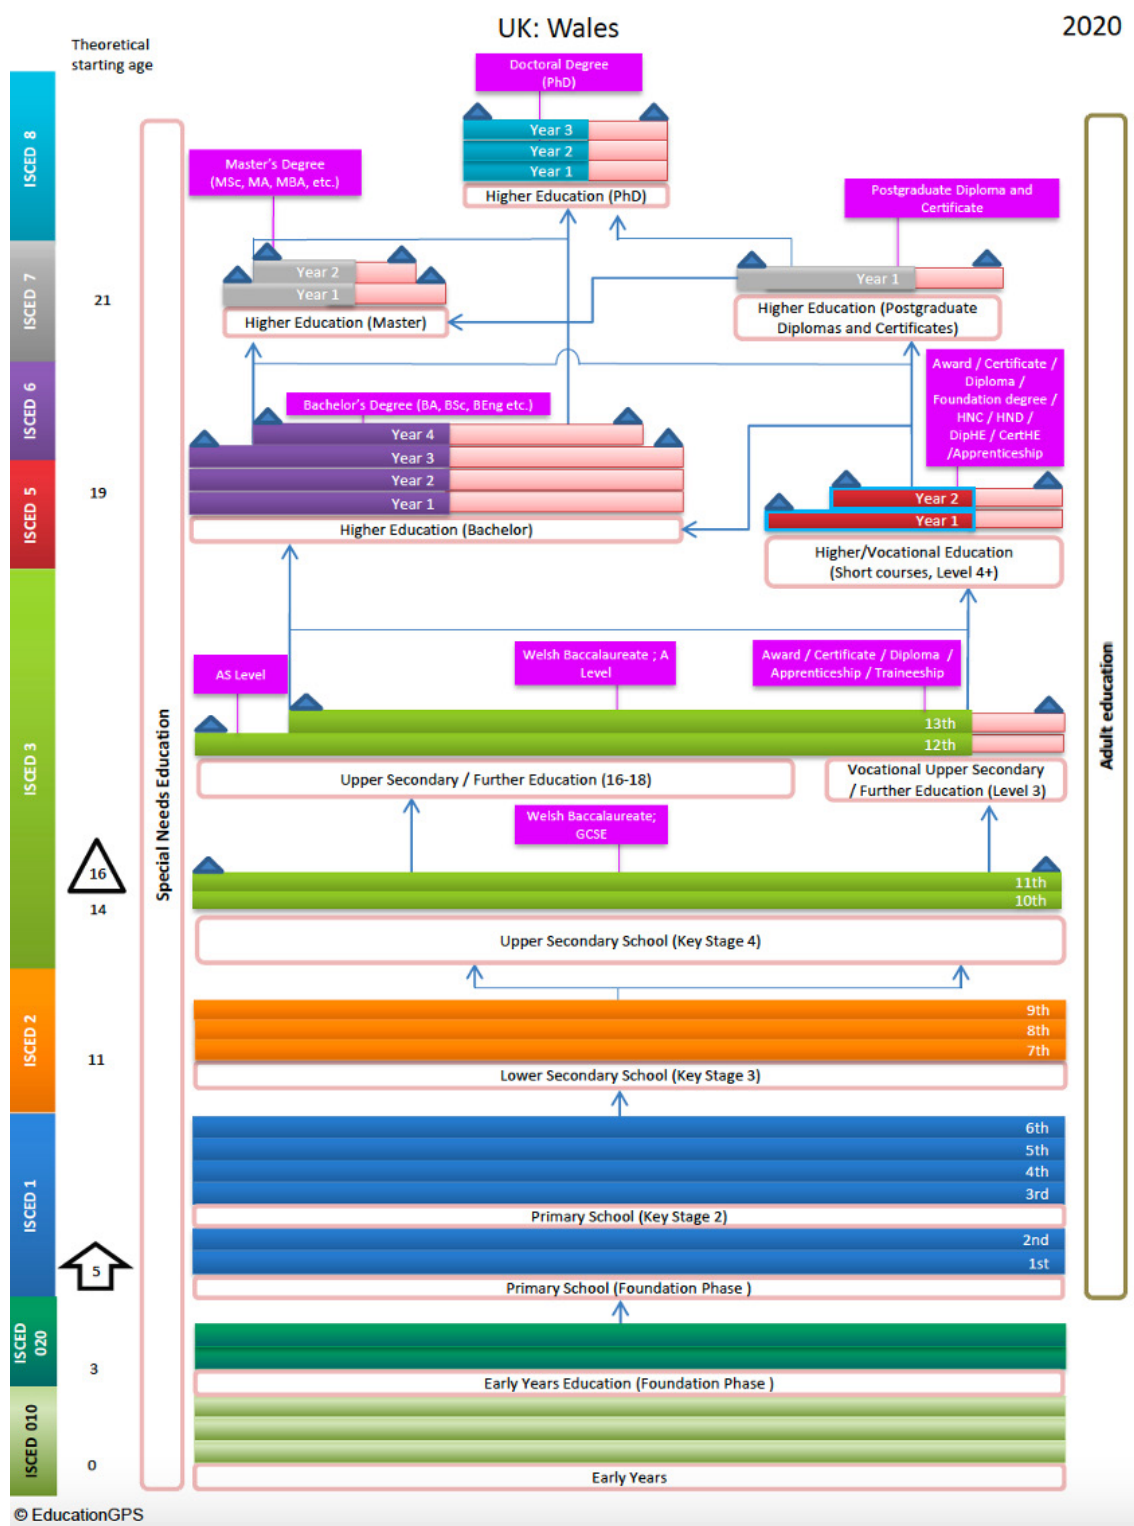 UK: Wales
2020
Theoretical
starting age
Doctoral Degree
(PhD)
ISCED 8
Year 3
Year 2
Year 1
Higher Education (PhD)
Master's Degree
(MSc, MA, MBA, etc.)
Postgraduate Diploma and
Certificate
ISCED 7
21
Year 2
Year 1
Higher Education (Master)
Year 1
Higher Education (Postgraduate
Diplomas and Certificates)
ISCED 6
Bachelor's Degree (BA, BSc, BEng etc.)
Award / Certificate /
Diploma /
Foundation degree /
HNC / HND /
DipHE / CertHE
/Apprenticeship
Year 4
Year 3
Year 2
Year 1
Higher Education (Bachelor)
ISCED 5
19
Year 2
Year 1
Higher/Vocational Education
(Short courses, Level 4+)
ISCED 3
AS Level
Welsh Baccalaureate ; A
Level
Award / Certificate / Diploma /
Apprenticeship / Traineeship
13th
12th
Upper Secondary / Further Education (16-18)
Vocational Upper Secondary
/ Further Education (Level 3)
Special Needs Education
Adult education
Welsh Baccalaureate;
GCSE
16
14
11th
10th
Upper Secondary School (Key Stage 4)
ISCED 2
11
9th
8th
7th
Lower Secondary School (Key Stage 3)
ISCED 1
6th
5th
4th
3rd
Primary School (Key Stage 2)
2nd
1st
5
Primary School (Foundation Phase )
ISCED
020
3
Early Years Education (Foundation Phase )
ISCED 010
0
Early Years
© EducationGPS